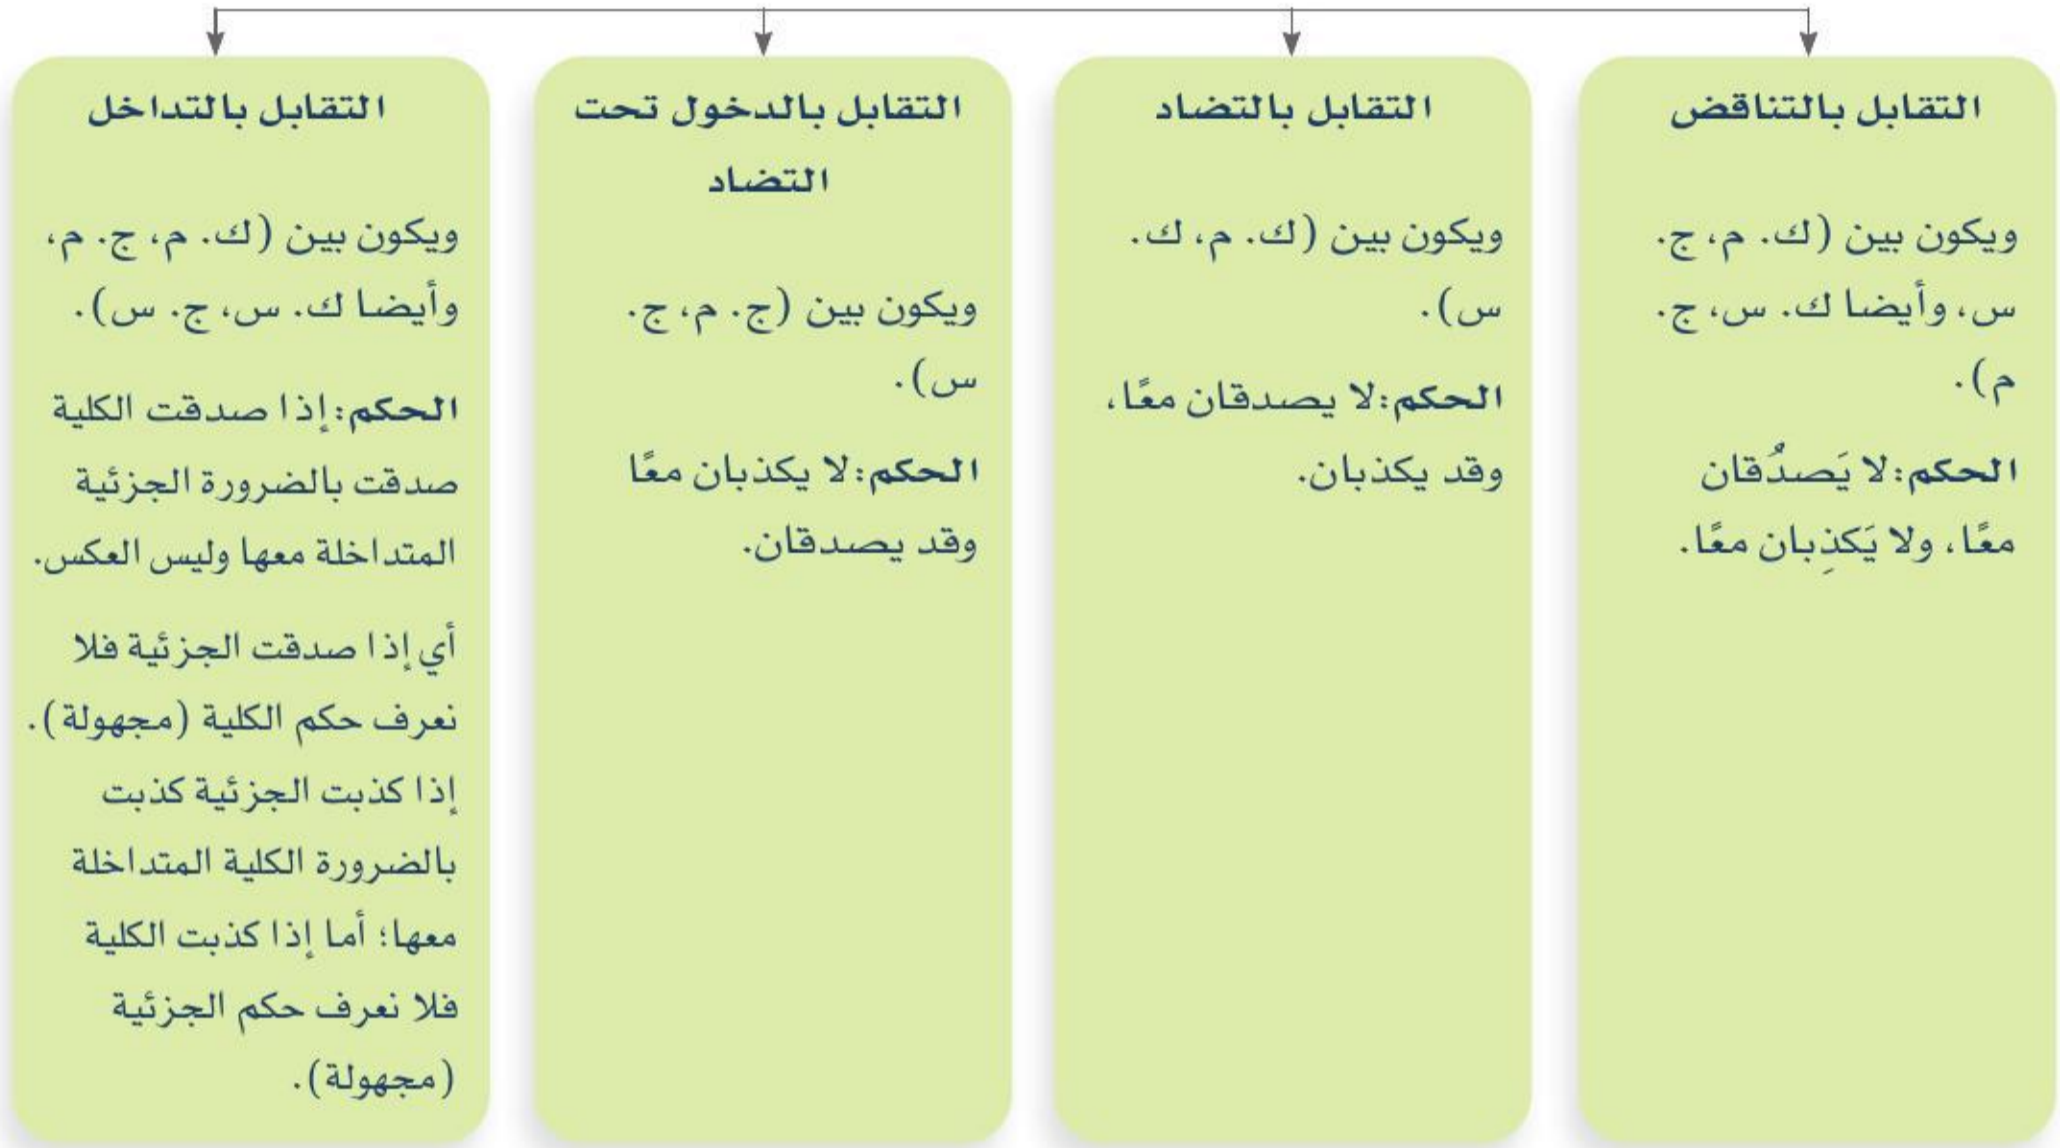 التقابل بالتناقض
ويكون بين (ك. م، ج.
س، وأيضا ك. س، ج.
م).
الحكم: لا يَصدُقان
معًا، ولا يَكذِبان معًا.
التقابل بالتضاد
ويكون بين (ك. م، ك.
س).
الحكم: لا يصدقان معًا،
وقد يكذبان.
التقابل بالدخول تحت
التضاد
ويكون بين (ج. م، ج.
س).
الحكم: لا يكذبان معًا
وقد يصدقان.
التقابل بالتداخل
ويكون بين (ك. م، ج. م،
وأيضا ك. س، ج. س).
الحكم: إذا صدقت الكلية
صدقت بالضرورة الجزئية
المتداخلة معها وليس العكس.
أي إذا صدقت الجزئية فلا
نعرف حكم الكلية (مجهولة).
إذا كذبت الجزئية كذبت
بالضرورة الكلية المتداخلة
معها؛ أما إذا كذبت الكلية
فلا نعرف حكم الجزئية
(مجهولة).